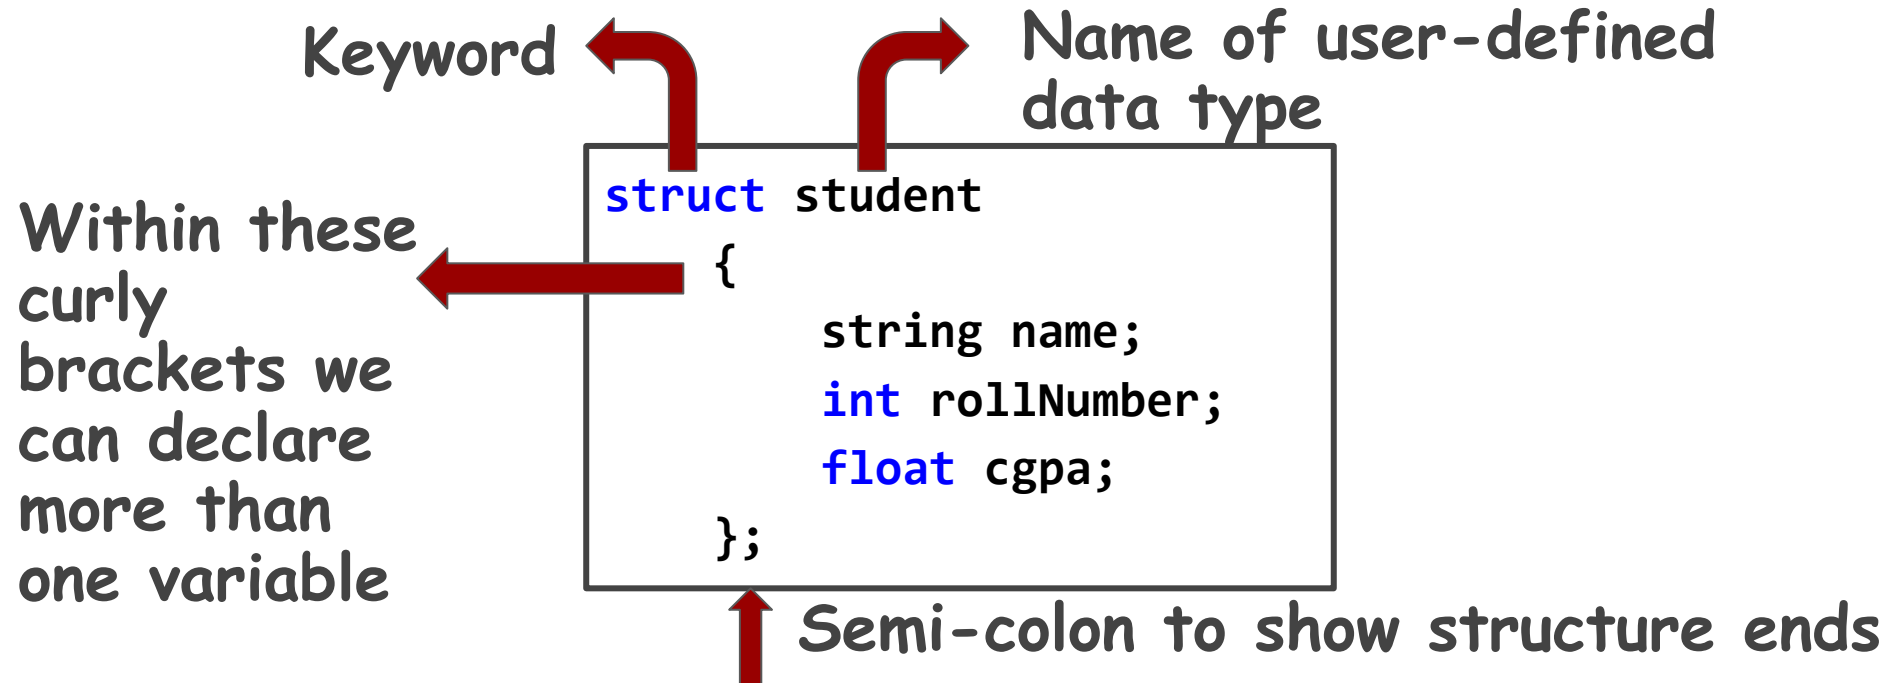 Keyword
Name of user-defined
data type
struct student
{
string name;
int rollNumber;
float cgpa;
};
Within these
curly
brackets we
can declare
more than
one variable
Semi-colon to show structure ends